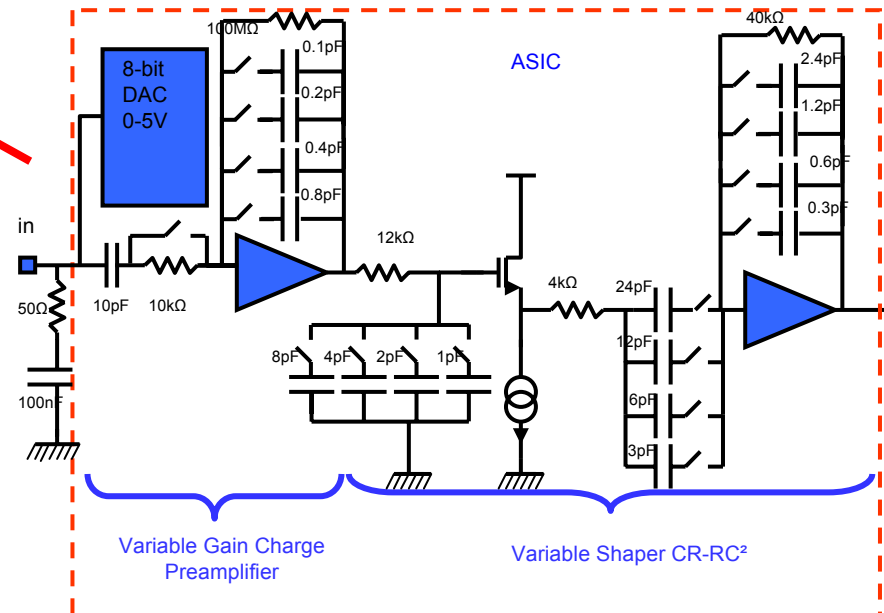 8-bit
DAC
0-5V
100MΩ
0.1pF
0.2pF
0.4pF
0.8pF
ASIC
40kΩ
2.4pF
1.2pF
0.6pF
0.3pF
in
50Ω
100nF
10pF
10kΩ
12kΩ
8pF
4pF
2pF
1pF
4kΩ
24pF
12pF
6pF
3pF
Variable Gain Charge
Preamplifier
Variable Shaper CR-RC²